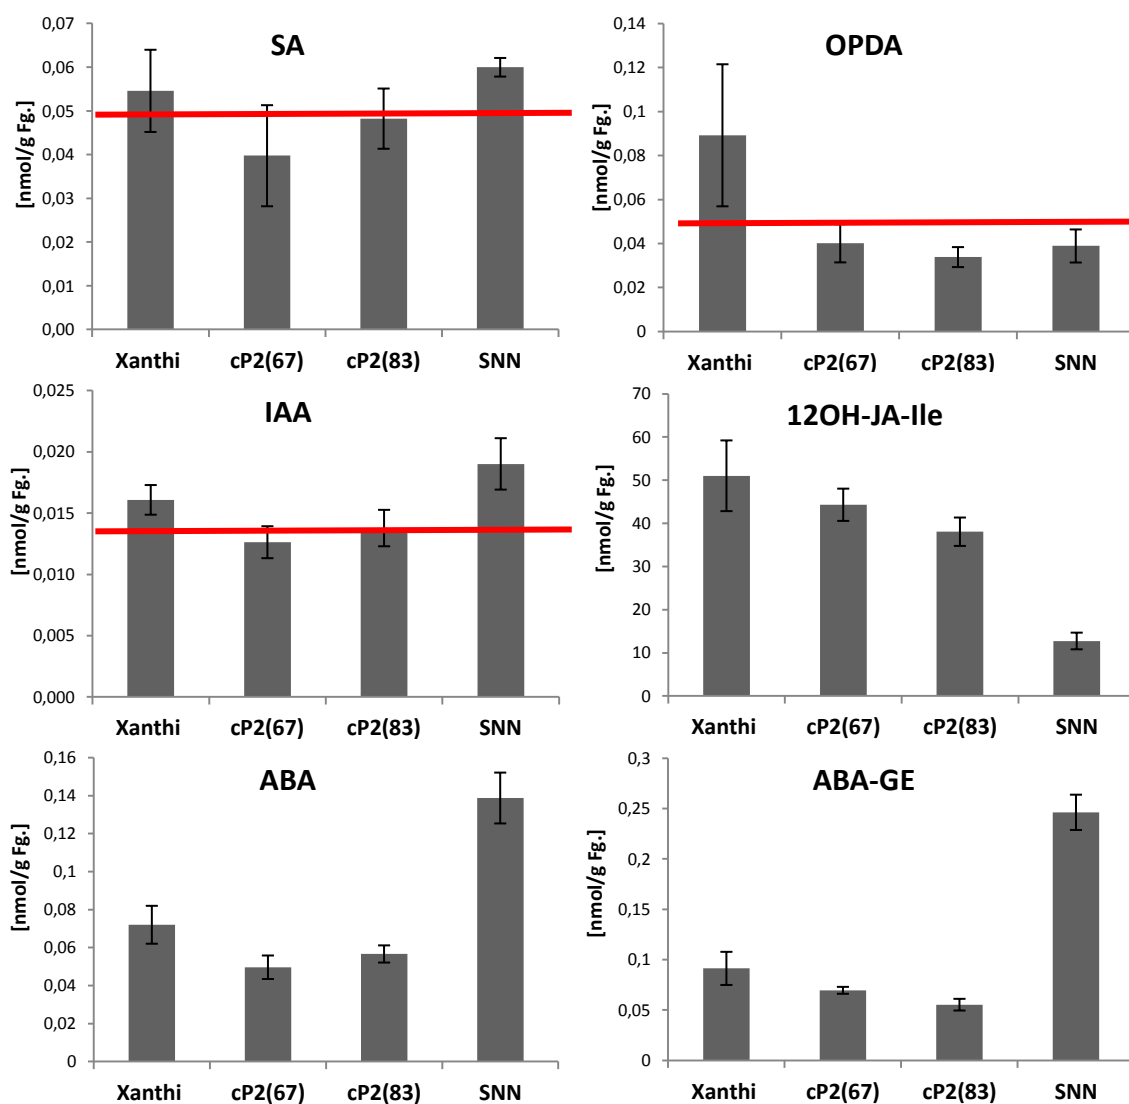 SA
[nmol/g Fg.]
0,07
0,06
0,05
0,04
0,03
0,02
0,01
0,00
Xanthi cP2(67) cP2(83) SNN
OPDA
[nmol/g Fg.]
0,14
0,12
0,1
0,08
0,06
0,04
0,02
0
Xanthi cP2(67) cP2(83) SNN
IAA
[nmol/g Fg.]
0,025
0,020
0,015
0,010
0,005
0,000
Xanthi cP2(67) cP2(83) SNN
12OH-JA-Ile
[nmol/g Fg.]
70
60
50
40
30
20
10
0
Xanthi cP2(67) cP2(83) SNN
ABA
[nmol/g Fg.]
0,16
0,14
0,12
0,1
0,08
0,06
0,04
0,02
0
Xanthi cP2(67) cP2(83) SNN
ABA-GE
[nmol/g Fg.]
0,3
0,25
0,2
0,15
0,1
0,05
0
Xanthi cP2(67) cP2(83) SNN